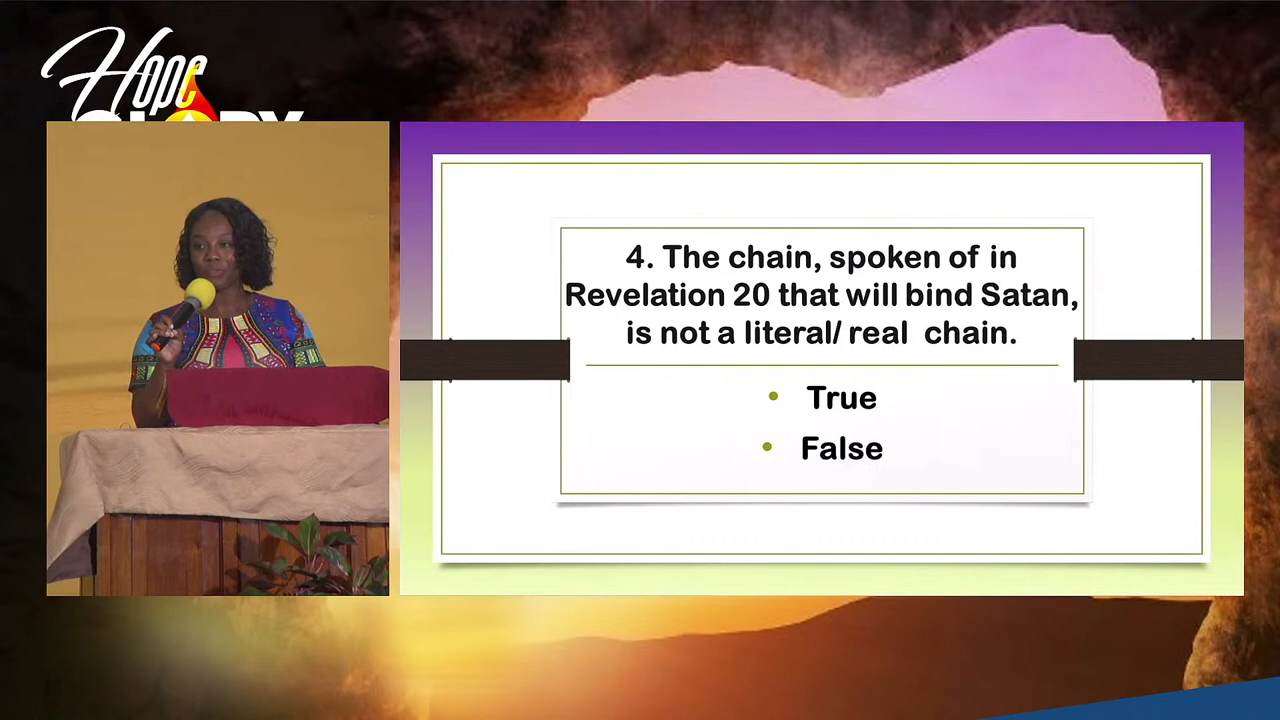 Hope
GLORY
4. The chain, spoken of in
Revelation 20 that will bind Satan,
is not a literal/ real  chain.
• True
• False